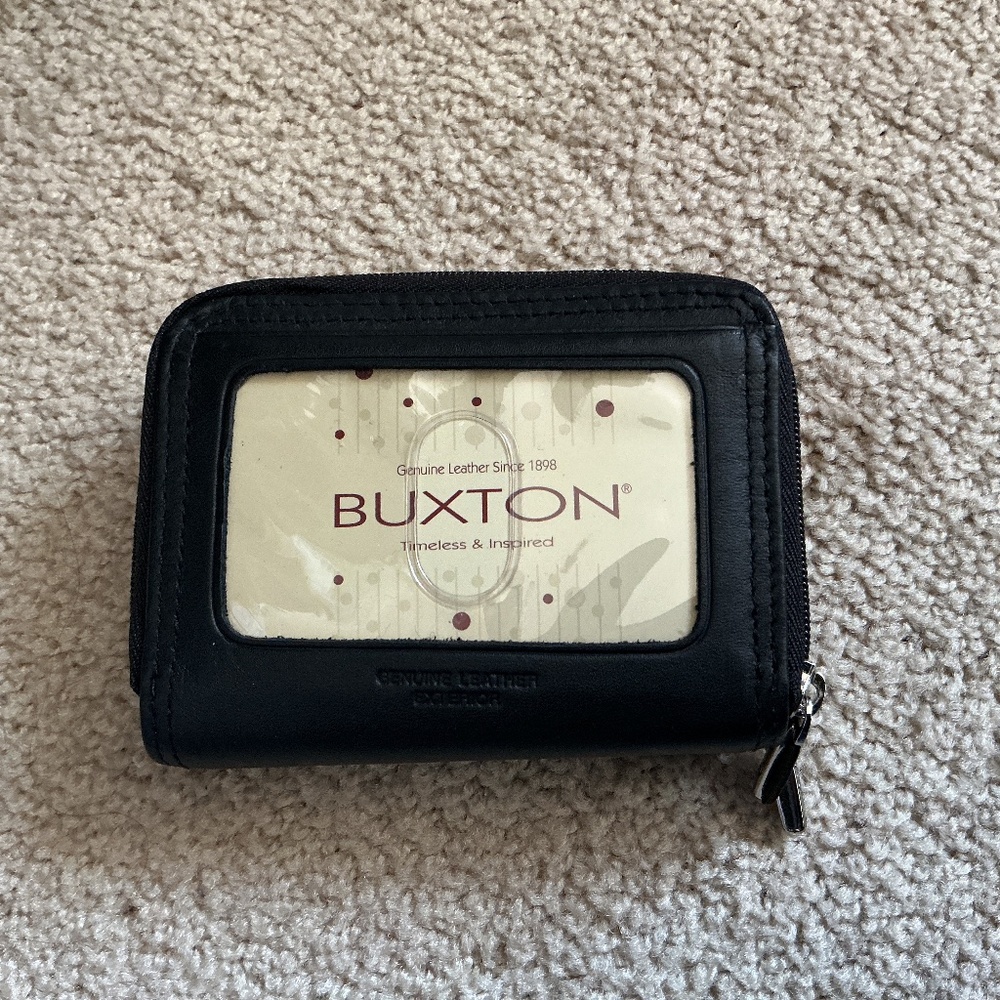 Genuine Leather Since 1898
BUXTON®
Timeless & Inspired
GENUINE LEATHER
EXTERIOR